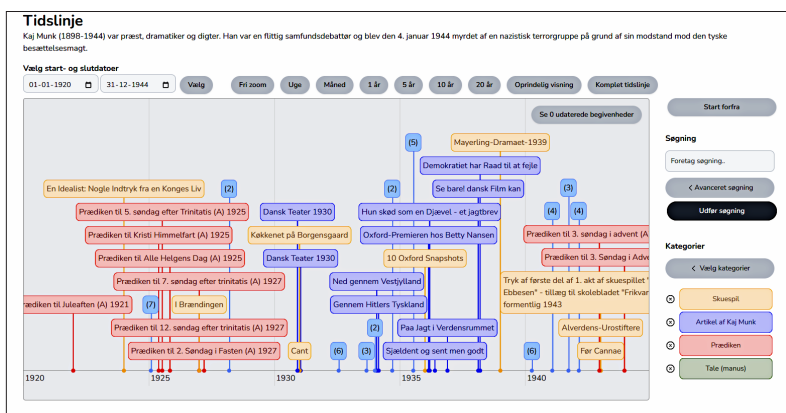 Tidslinje
Kaj Munk (1898-1944) var præst, dramatiker og digter. Han var en flittig samfundsdebattør og blev den 4. januar 1944 myrdet af en nazistisk terrorgruppe på grund af sin modstand mod den tyske
besættelsesmagt.
Vælg start- og slutdatoer
01-01-1920 31-12-1944 Vælg Fri zoom Uge Måned 1 år 5 år 10 år 20 år Oprindelig visning Komplet tidslinje
Se 0 udaterede begivenheder
Start forfra
(5) Mayerling-Dramaet-1939
Søgning
Demokratiet har Raad til at fejle
Foretag søgning..
En Idealist: Nogle Indtryk fra en Konges Liv (2) (2) Se bare! dansk Film kan (3)
< Avanceret søgning
Prædiken til 5. søndag efter Trinitatis (A) 1925 Dansk Teater 1930 Hun skød som en Djævel - et jagtbrev (4) (4)
Udfør søgning
Prædiken til Kristi Himmelfart (A) 1925 Køkkenet på Borgensgaard Oxford-Premieren hos Betty Nansen Prædiken til 3. søndag i advent (A
Kategorier
Prædiken til Alle Helgens Dag (A) 1925 Dansk Teater 1930 10 Oxford Snapshots Prædiken til 3. Søndag i Adve
< Vælg kategorier
Prædiken til 7. søndag efter trinitatis (A) 1927 Ned gennem Vestjylland Tryk af første del af 1. akt af skuespillet "
Ebbesen" - tillæg til skolebladet "Frikvar
formentlig 1943
Skuespil
rædiken til Juleaften (A) 1921 (7) I Brændingen Gennem Hitlers Tyskland
Artikel af Kaj Munk
Prædiken til 12. søndag efter trinitatis (A) 1927 (2) Paa Jagt i Verdensrummet Alverdens-Urostiftere
Prædiken
Prædiken til 2. Søndag i Fasten (A) 1927 Cant (6) (3) Sjældent og sent men godt (6) Før Cannae
Tale (manus)
1920 1925 1930 1935 1940